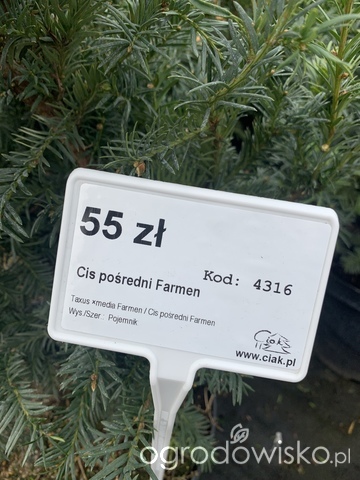 55 zł
Cis pośredni Farmen Kod: 4316
Taxus ×media Farmen / Cis pośredni Farmen
Wys./Szer. Pojemnik
www.ciak.pl
ogrodowisko.pl